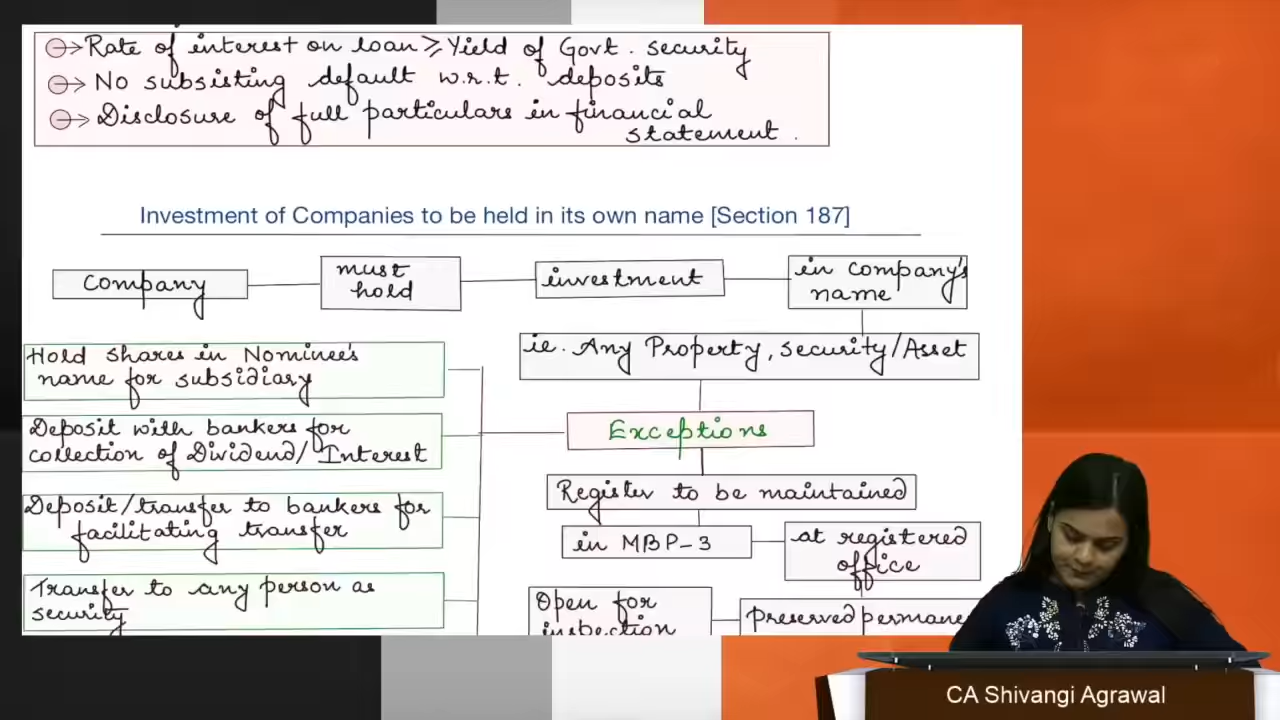 Rate of interest on loan ≥ Yield of Govt. security
No subsisting default w.r.t. deposits
Disclosure of full particulars in financial
statement.
Investment of Companies to be held in its own name [Section 187]
Company
must
hold
investment
in company's
name
ie. Any Property, security/Asset
Exceptions
Hold shares in Nominee's
name for subsidiary
Deposit with bankers for
collection of Dividend/Interest
Deposit/transfer to bankers for
facilitating transfer
Transfer to any person as
security
Register to be maintained
in MBP-3
at registered
office
Open for
inspection
preserved permane
CA Shivangi Agrawal